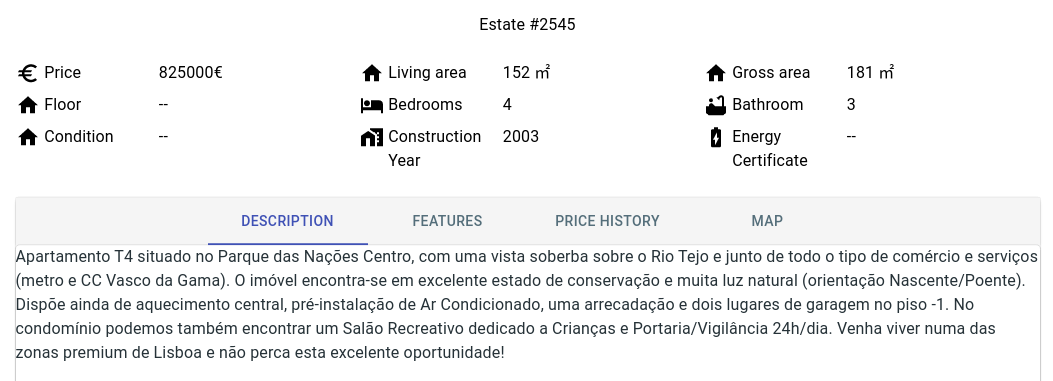 Estate #2545
Price 825000€ Living area 152 ㎡ Gross area 181 ㎡
Floor -- Bedrooms 4 Bathroom 3
Condition -- Construction Year 2003 Energy Certificate --
DESCRIPTION FEATURES PRICE HISTORY MAP
Apartamento T4 situado no Parque das Nações Centro, com uma vista soberba sobre o Rio Tejo e junto de todo o tipo de comércio e serviços
(metro e CC Vasco da Gama). O imóvel encontra-se em excelente estado de conservação e muita luz natural (orientação Nascente/Poente).
Dispõe ainda de aquecimento central, pré-instalação de Ar Condicionado, uma arrecadação e dois lugares de garagem no piso -1. No
condomínio podemos também encontrar um Salão Recreativo dedicado a Crianças e Portaria/Vigilância 24h/dia. Venha viver numa das
zonas premium de Lisboa e não perca esta excelente oportunidade!